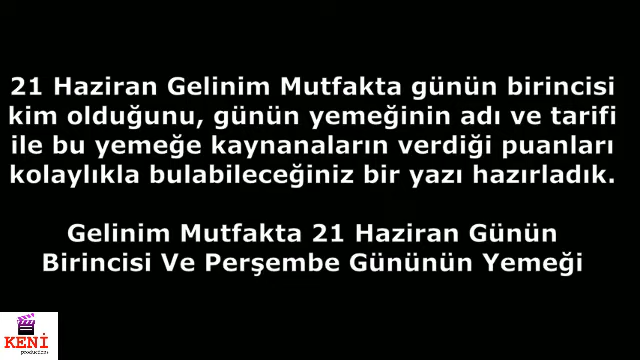 21 Haziran Gelinim Mutfakta günün birincisi
kim olduğunu, günün yemeğinin adı ve tarifi
ile bu yemeğe kaynanaların verdiği puanları
kolaylıkla bulabileceğiniz bir yazı hazırladık.
Gelinim Mutfakta 21 Haziran Günün
Birincisi Ve Perşembe Gününün Yemeği
KENİ
productions